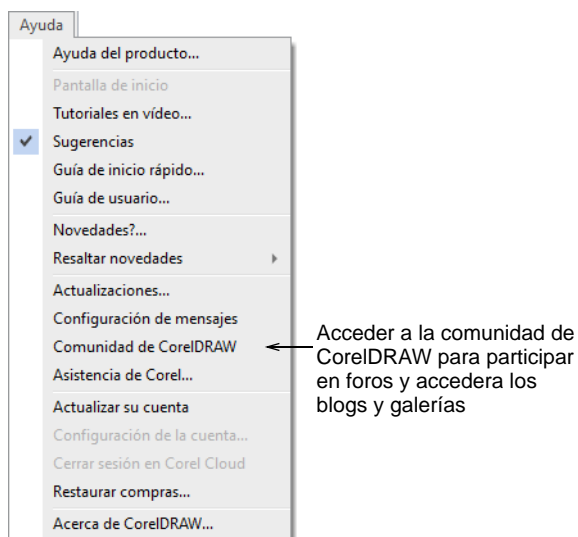 Ayuda
Ayuda del producto...
Pantalla de inicio
Tutoriales en vídeo...
Sugerencias
Guía de inicio rápido...
Guía de usuario...
Novedades?...
Resaltar novedades
Actualizaciones...
Configuración de mensajes
Comunidad de CorelDRAW
Asistencia de Corel...
Actualizar su cuenta
Configuración de la cuenta...
Cerrar sesión en Corel Cloud
Restaurar compras...
Acerca de CorelDRAW...
Acceder a la comunidad de
CorelDRAW para participar
en foros y accedera los
blogs y galerías